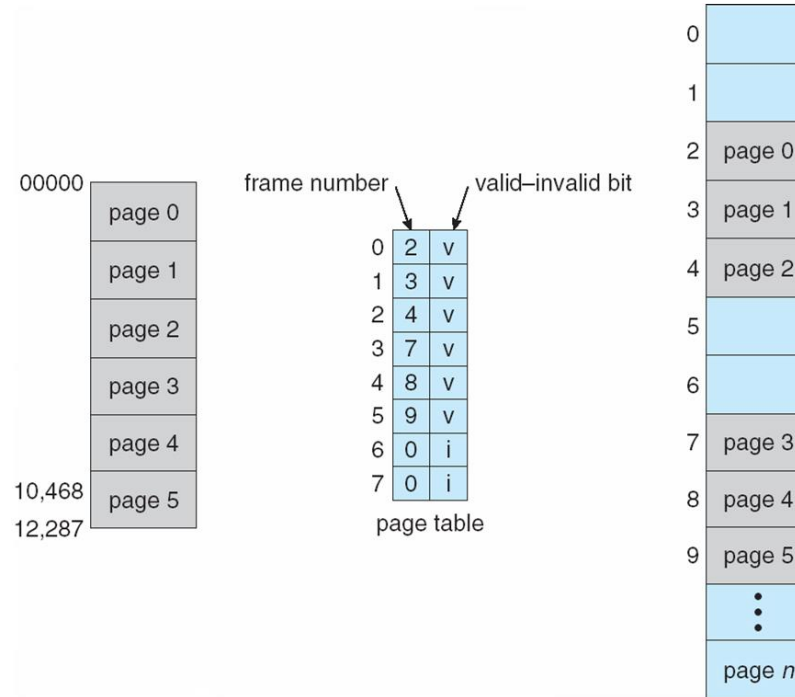 00000
page 0
page 1
page 2
page 3
page 4
10,468
page 5
12,287
frame number
valid–invalid bit
0 2 v
1 3 v
2 4 v
3 7 v
4 8 v
5 9 v
6 0 i
7 0 i
page table
0
1
2 page 0
3 page 1
4 page 2
5
6
7 page 3
8 page 4
9 page 5
page n